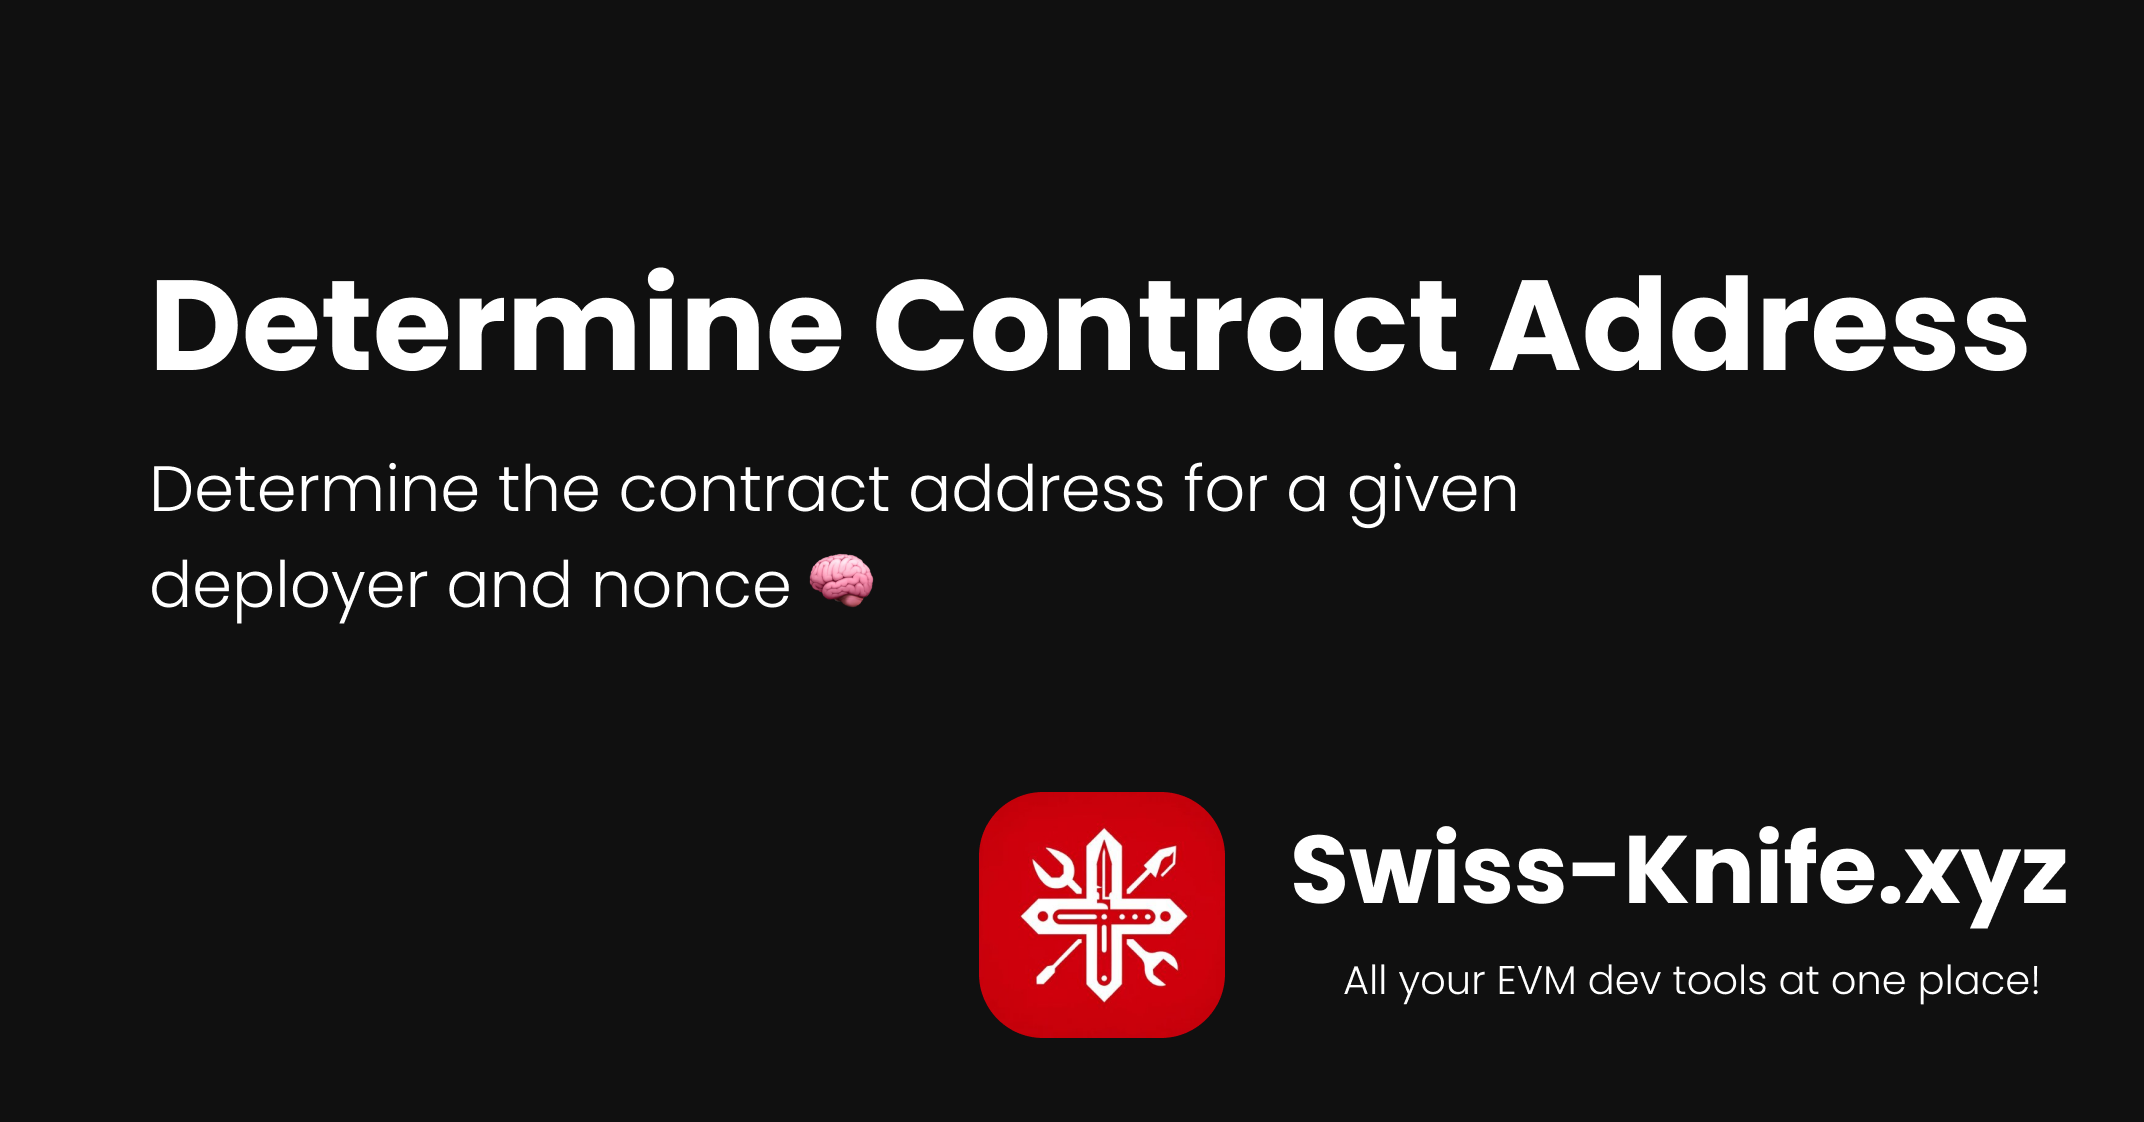 Determine Contract Address
Determine the contract address for a given
deployer and nonce 🧠
Swiss-Knife.xyz
All your EVM dev tools at one place!